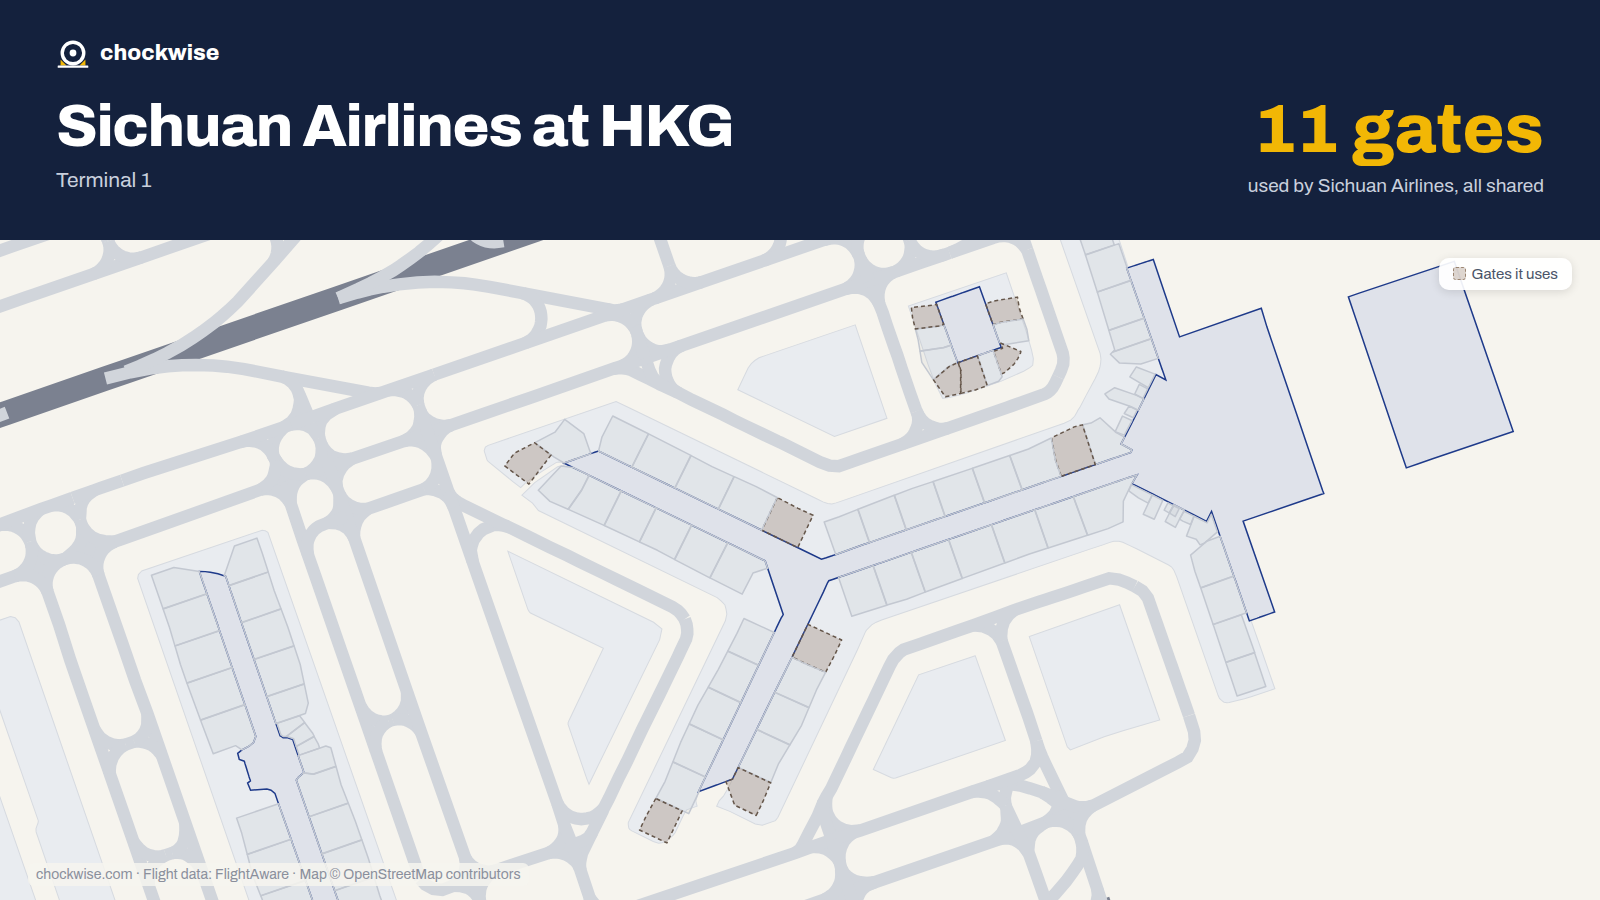 chockwise
Sichuan Airlines at HKG
Terminal 1
11 gates
used by Sichuan Airlines, all shared
Gates it uses
chockwise.com · Flight data: FlightAware · Map © OpenStreetMap contributors